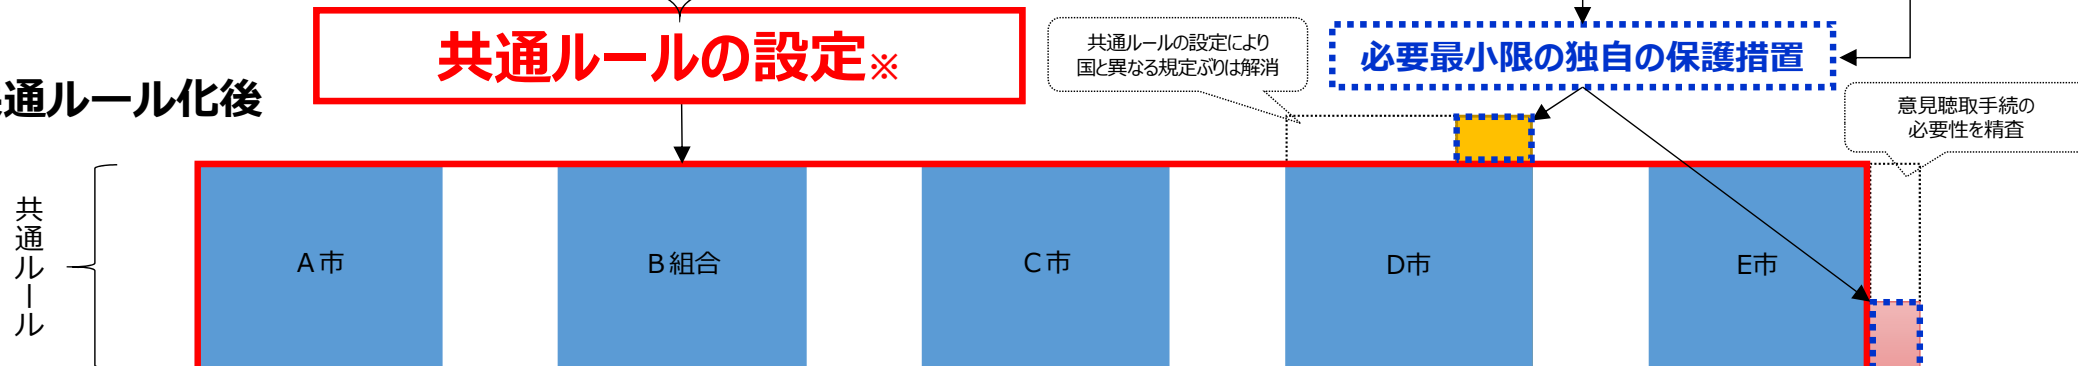 共通ルールの設定※
共通ルールの設定により
国と異なる規定ぶりは解消
必要最小限の独自の保護措置
通ルール化後
意見聴取手続の
必要性を精査
共通ルール
A市
B組合
C市
D市
E市